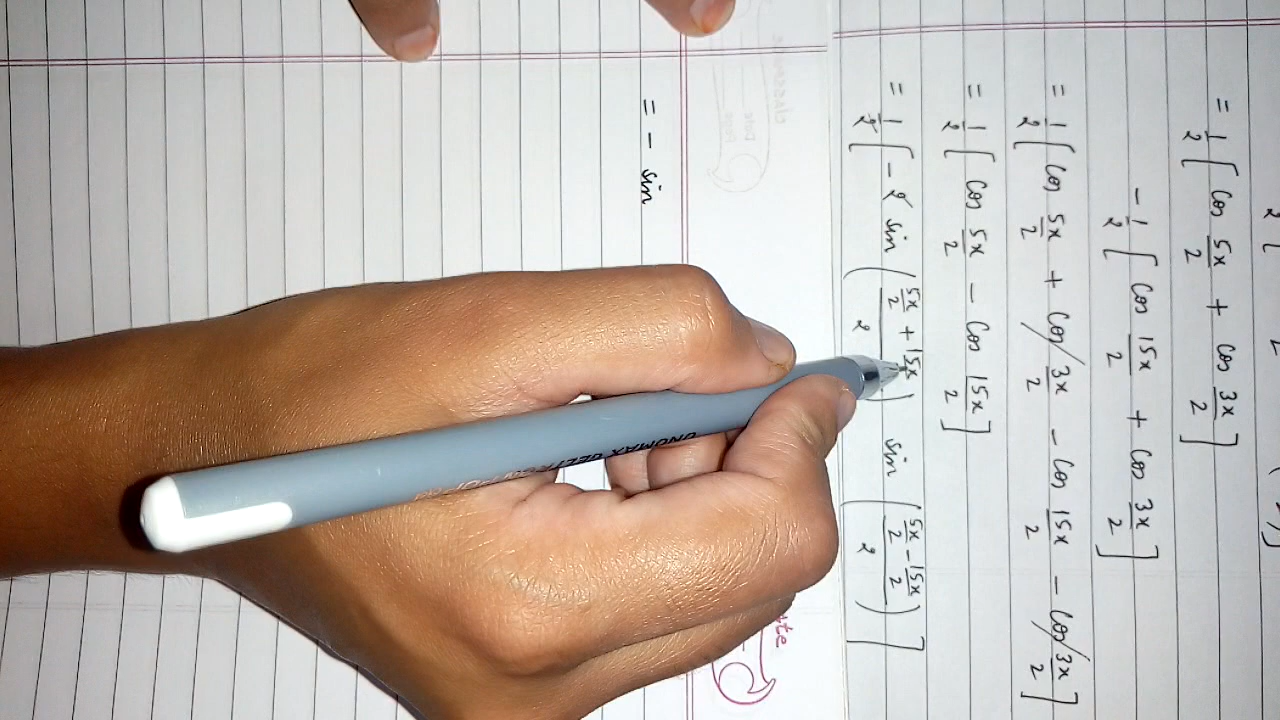 = 1/2 [ cos 5x/2 + cos 3x/2 ]
- 1/2 [ cos 15x/2 + cos 3x/2 ]
= 1/2 [ cos 5x/2 + cos 3x/2 - cos 15x/2 - cos 3x/2 ]
= 1/2 [ cos 5x/2 - cos 15x/2 ]
= 1/2 [ - 2 sin ( (5x/2 + 15x) / 2 ) sin ( (5x/2 - 15x/2) / 2 ) ]
= - sin